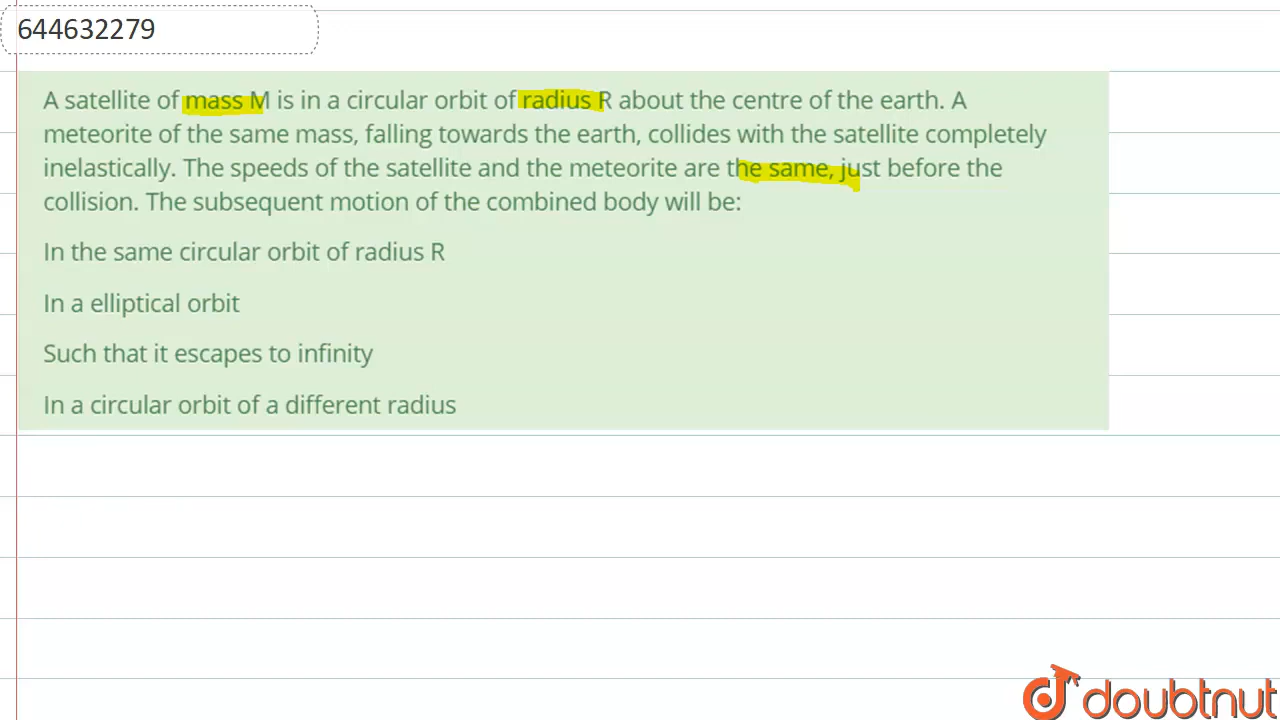 644632279
A satellite of mass M is in a circular orbit of radius R about the centre of the earth. A
meteorite of the same mass, falling towards the earth, collides with the satellite completely
inelastically. The speeds of the satellite and the meteorite are the same, just before the
collision. The subsequent motion of the combined body will be:
In the same circular orbit of radius R
In a elliptical orbit
Such that it escapes to infinity
In a circular orbit of a different radius
doubtnut